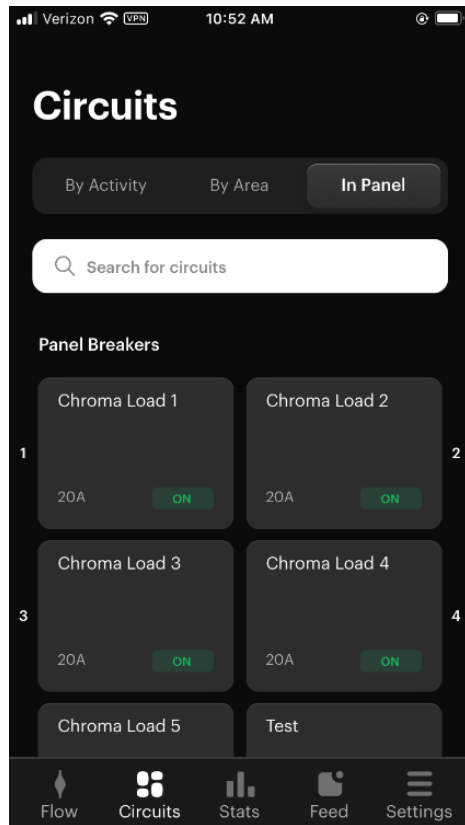 Verizon VPN 10:52 AM
Circuits
By Activity By Area In Panel
Search for circuits
Panel Breakers
Chroma Load 1 Chroma Load 2
1 2
20A ON 20A ON
Chroma Load 3 Chroma Load 4
3 4
20A ON 20A ON
Chroma Load 5 Test
Flow Circuits Stats Feed Settings